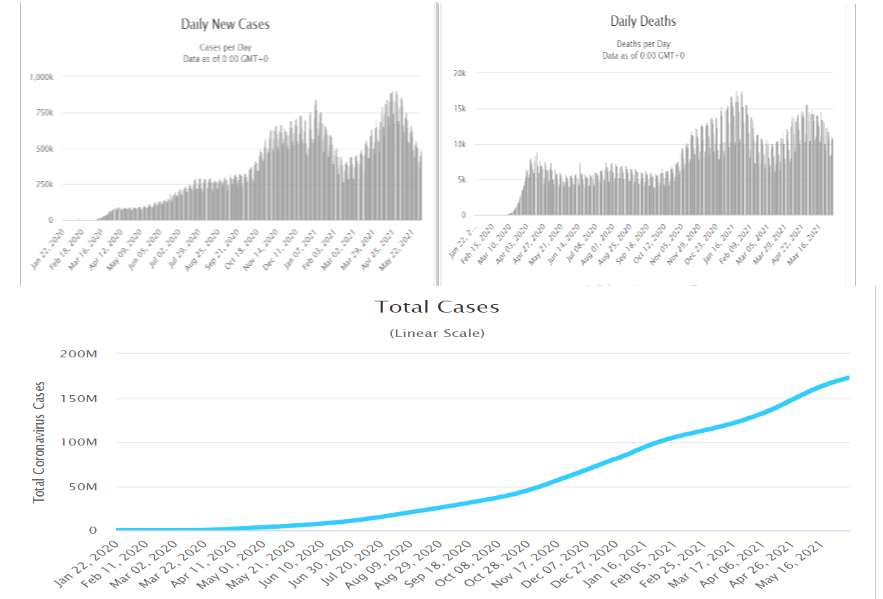 Daily New Cases
Cases per Day
Data as of 0:00 GMT+0
1,000k
750k
500k
250k
0
Jan 22, 2020
Feb 18, 2020
Mar 16, 2020
Apr 12, 2020
May 09, 2020
Jun 05, 2020
Jul 02, 2020
Jul 29, 2020
Aug 25, 2020
Sep 21, 2020
Oct 18, 2020
Nov 14, 2020
Dec 11, 2020
Jan 07, 2021
Feb 03, 2021
Mar 02, 2021
Mar 29, 2021
Apr 25, 2021
May 22, 2021
Daily Deaths
Deaths per Day
Data as of 0:00 GMT+0
20k
15k
10k
5k
0
Jan 22, 2...
Feb 15, 2020
Mar 10, 2020
Apr 03, 2020
Apr 27, 2020
May 21, 2020
Jun 14, 2020
Jul 08, 2020
Aug 01, 2020
Aug 25, 2020
Sep 18, 2020
Oct 12, 2020
Nov 05, 2020
Nov 29, 2020
Dec 23, 2020
Jan 16, 2021
Feb 09, 2021
Mar 05, 2021
Mar 29, 2021
Apr 22, 2021
May 16, 2021
Total Cases
(Linear Scale)
Total Coronavirus Cases
200M
150M
100M
50M
0
Jan 22, 2020
Feb 11, 2020
Mar 02, 2020
Mar 22, 2020
Apr 11, 2020
May 01, 2020
May 21, 2020
Jun 10, 2020
Jun 30, 2020
Jul 20, 2020
Aug 09, 2020
Aug 29, 2020
Sep 18, 2020
Oct 08, 2020
Oct 28, 2020
Nov 17, 2020
Dec 07, 2020
Dec 27, 2020
Jan 16, 2021
Feb 05, 2021
Feb 25, 2021
Mar 17, 2021
Apr 06, 2021
Apr 26, 2021
May 16, 2021